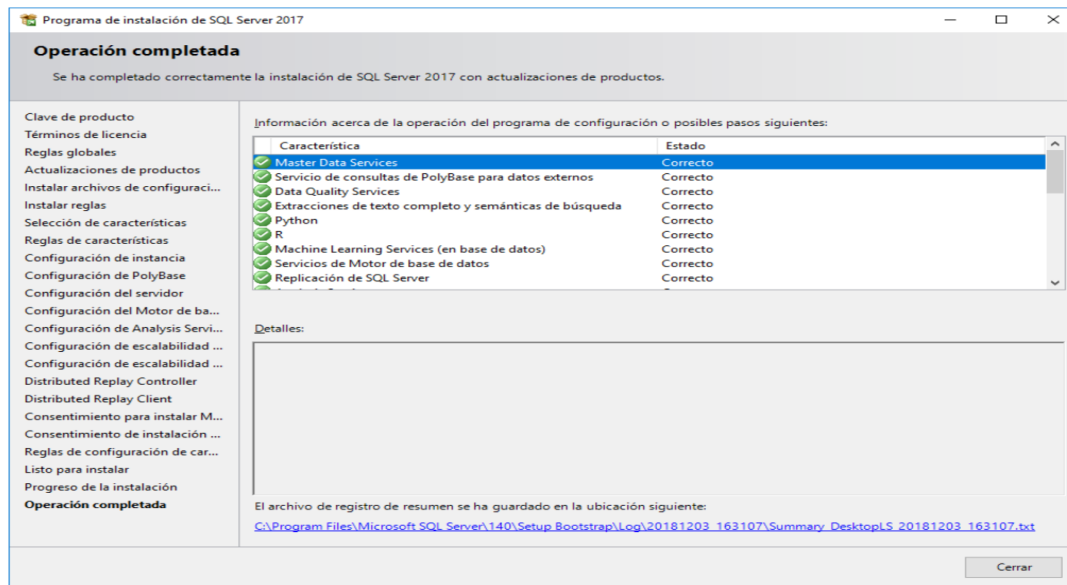 Programa de instalación de SQL Server 2017
Operación completada
Se ha completado correctamente la instalación de SQL Server 2017 con actualizaciones de productos.
Clave de producto
Términos de licencia
Reglas globales
Actualizaciones de productos
Instalar archivos de configuraci...
Instalar reglas
Selección de características
Reglas de características
Configuración de instancia
Configuración de PolyBase
Configuración del servidor
Configuración del Motor de ba...
Configuración de Analysis Servi...
Configuración de escalabilidad ...
Configuración de escalabilidad ...
Distributed Replay Controller
Distributed Replay Client
Consentimiento para instalar M...
Consentimiento de instalación ...
Reglas de configuración de car...
Listo para instalar
Progreso de la instalación
Operación completada
Información acerca de la operación del programa de configuración o posibles pasos siguientes:
Característica Estado
Master Data Services Correcto
Servicio de consultas de PolyBase para datos externos Correcto
Data Quality Services Correcto
Extracciones de texto completo y semánticas de búsqueda Correcto
Python Correcto
R Correcto
Machine Learning Services (en base de datos) Correcto
Servicios de Motor de base de datos Correcto
Replicación de SQL Server Correcto
Detalles:
El archivo de registro de resumen se ha guardado en la ubicación siguiente:
C:\Program Files\Microsoft SQL Server\140\Setup Bootstrap\Log\20181203_163107\Summary_DesktopLS_20181203_163107.txt
Cerrar